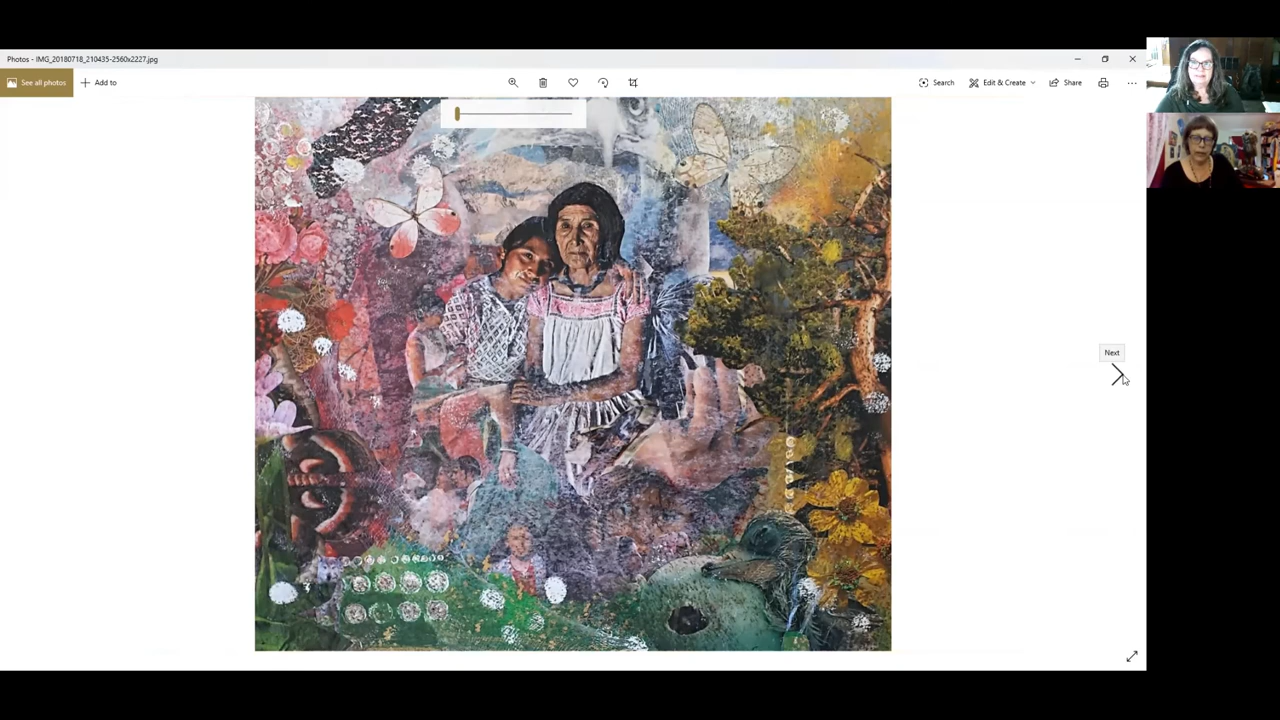 Photos - IMG_20180718_210435-2560x2227.jpg
See all photos
Add to
Search
Edit & Create
Share
Next